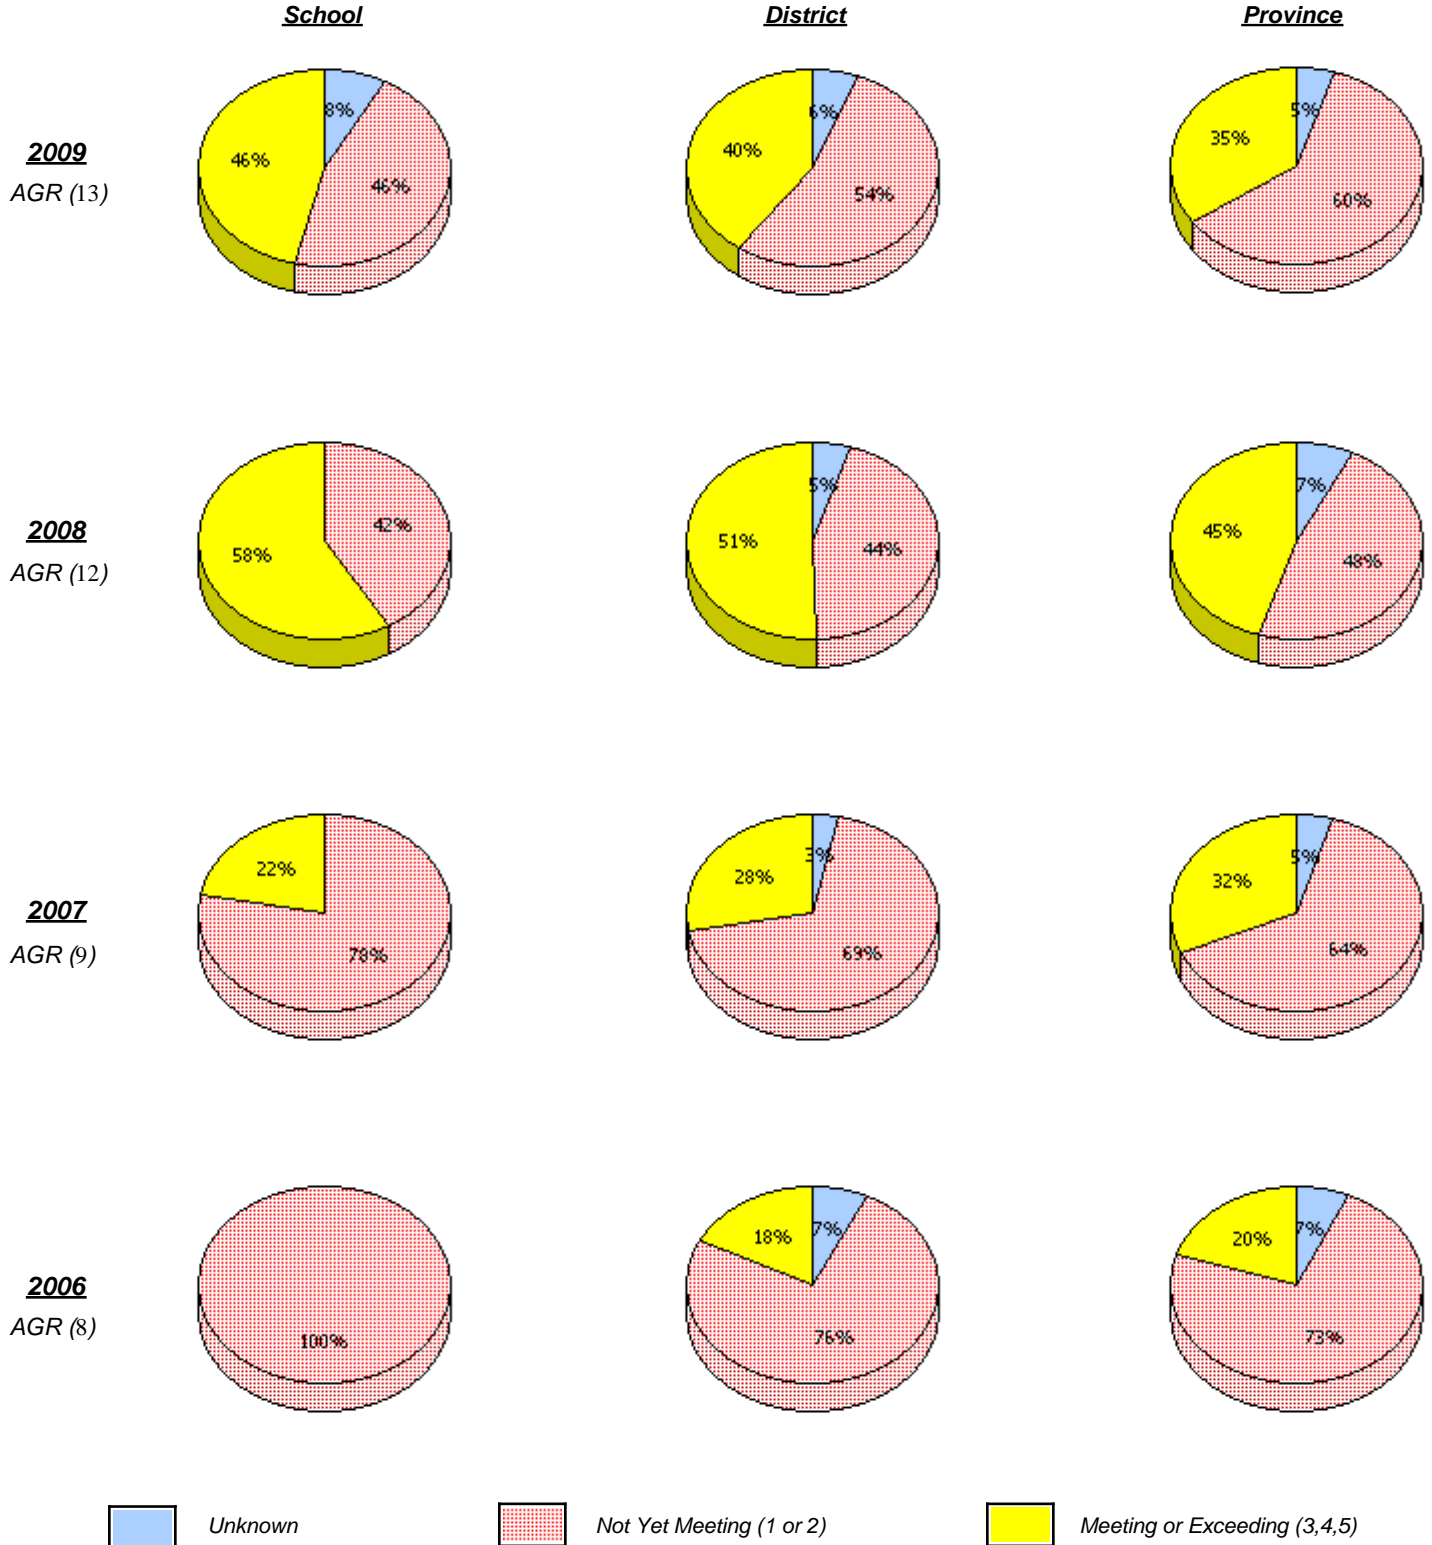 School District Province
8% 6% 5%
46% 40% 35%
2009
AGR (13)
46% 54% 60%
5% 7%
42% 51% 44% 45% 48%
2008
58%
AGR (12)
3% 5%
22% 28% 32%
2007
AGR (9)
78% 69% 64%
18% 7% 20% 7%
2006
AGR (8)
100% 76% 73%
Unknown Not Yet Meeting (1 or 2) Meeting or Exceeding (3,4,5)